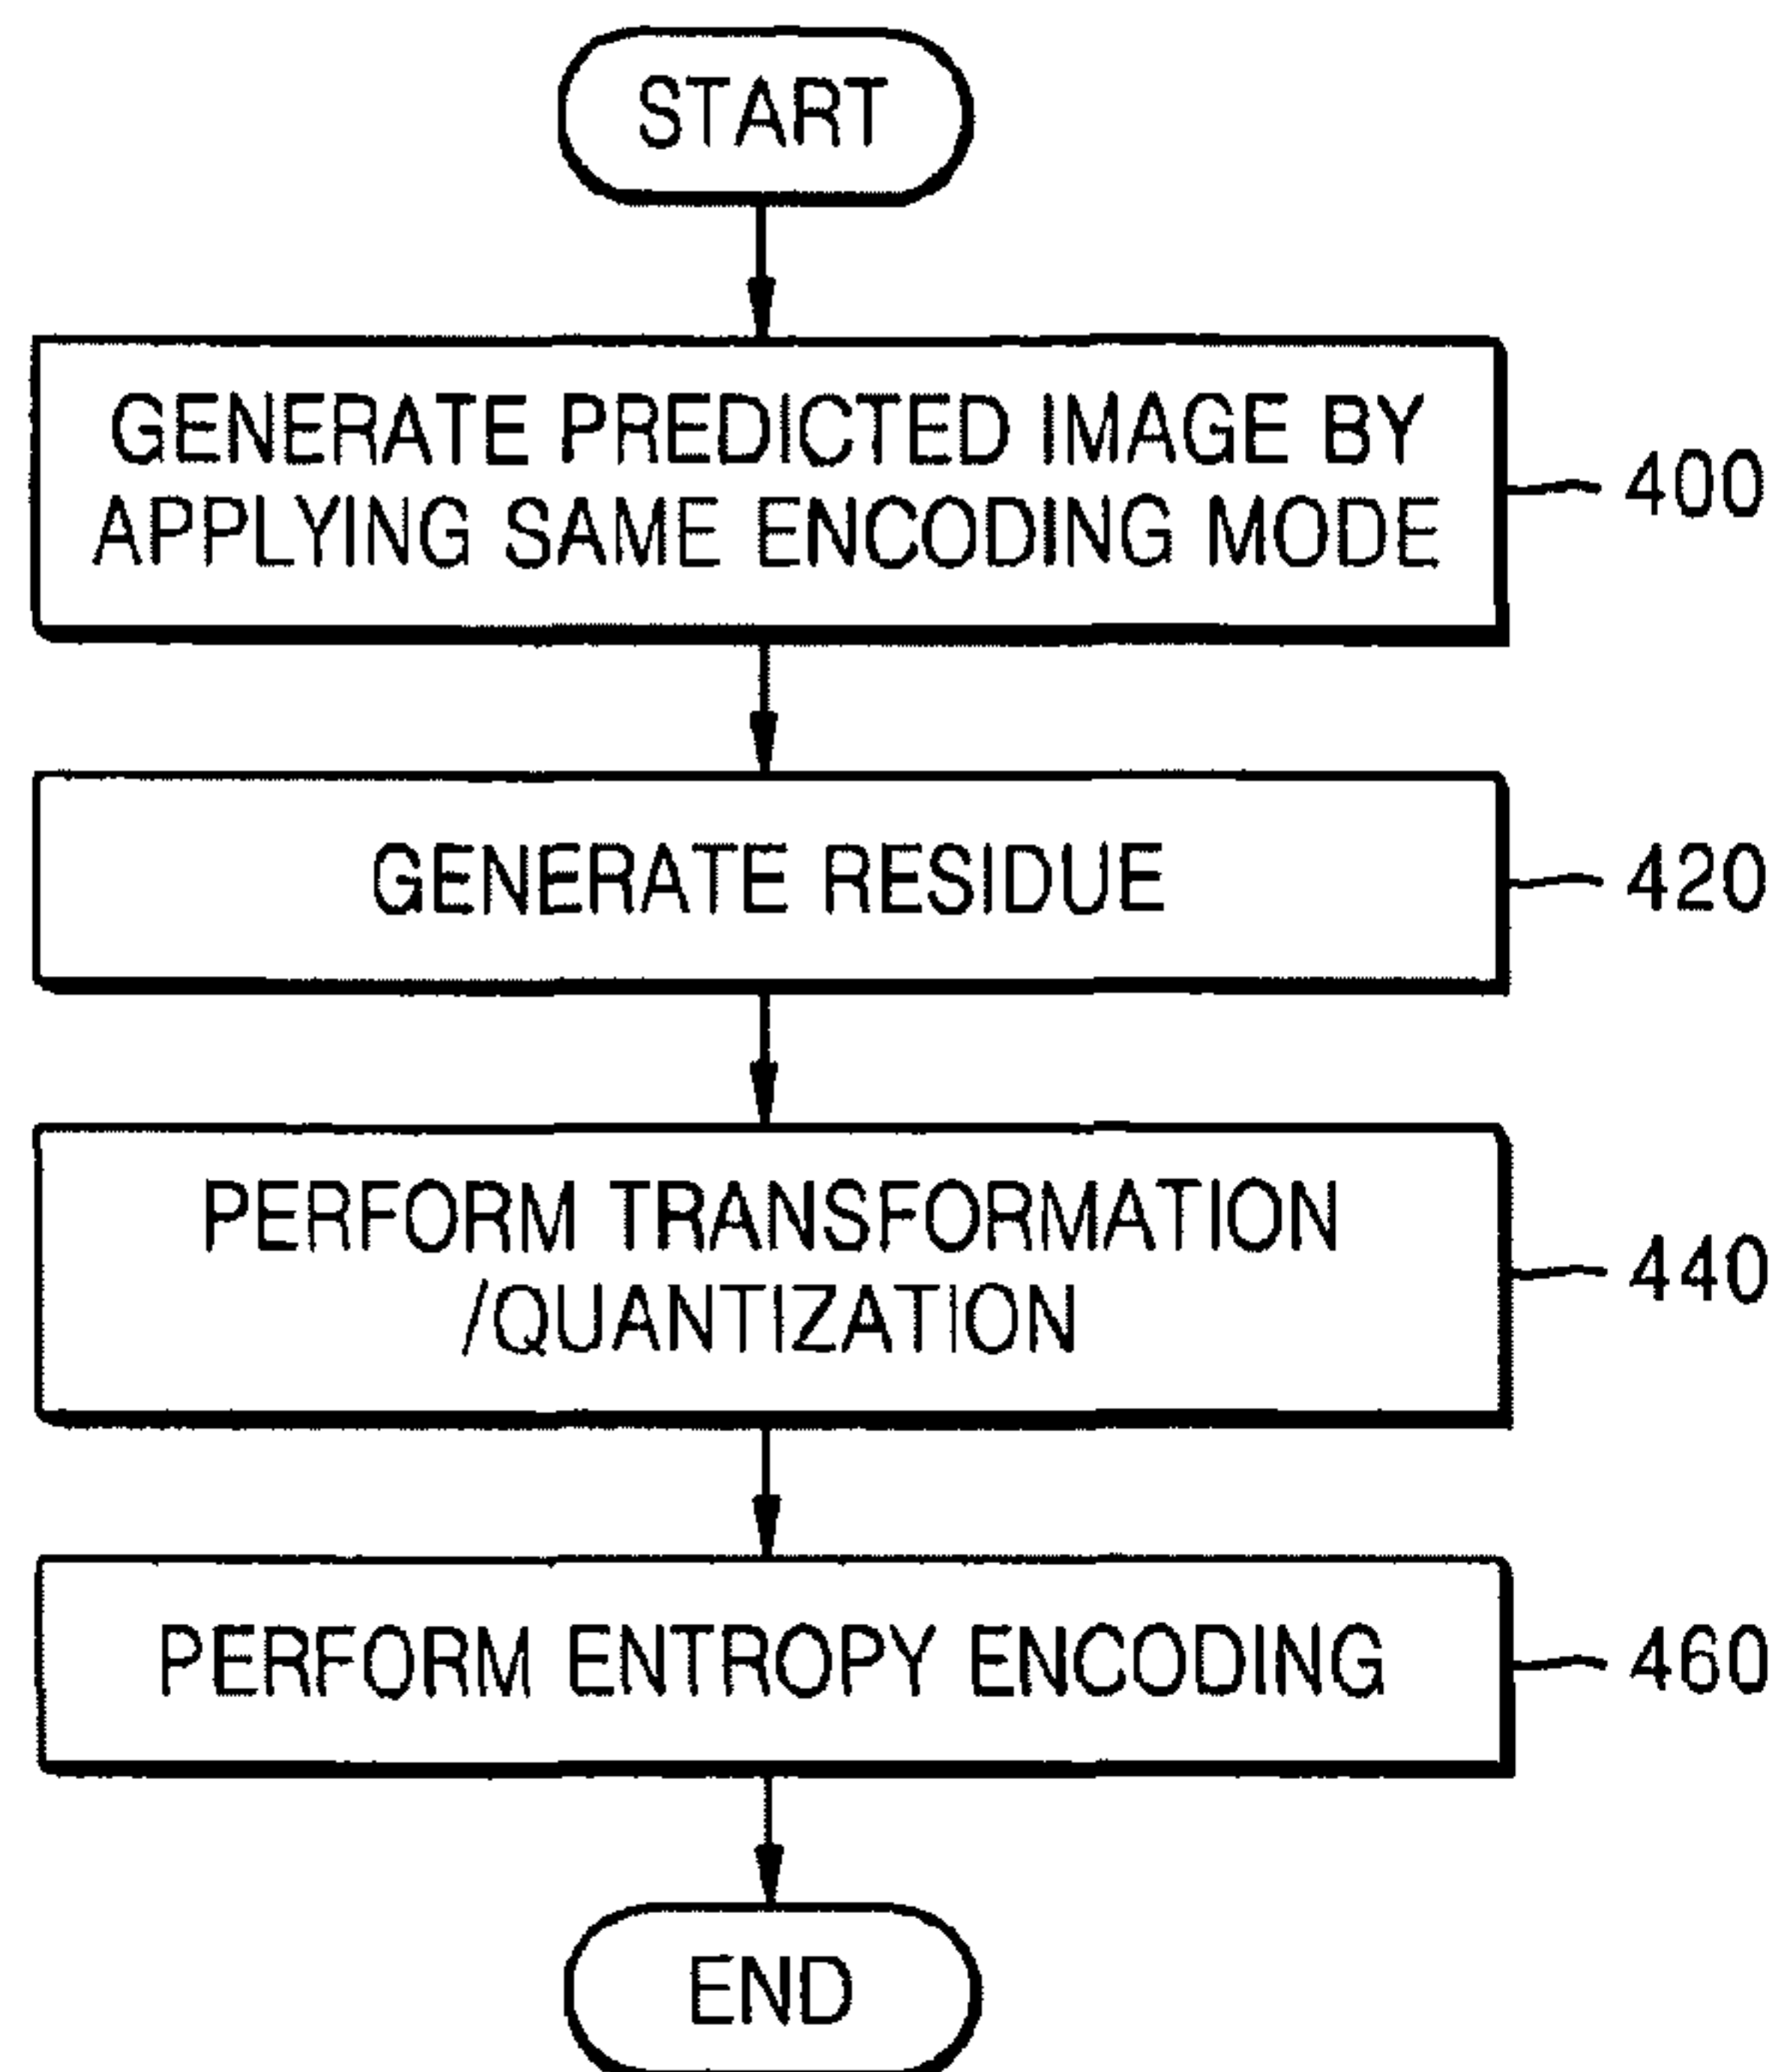 START
GENERATE PREDICTED IMAGE BY
APPLYING SAME ENCODING MODE
400
GENERATE RESIDUE
420
PERFORM TRANSFORMATION
/QUANTIZATION
440
PERFORM ENTROPY ENCODING
460
END